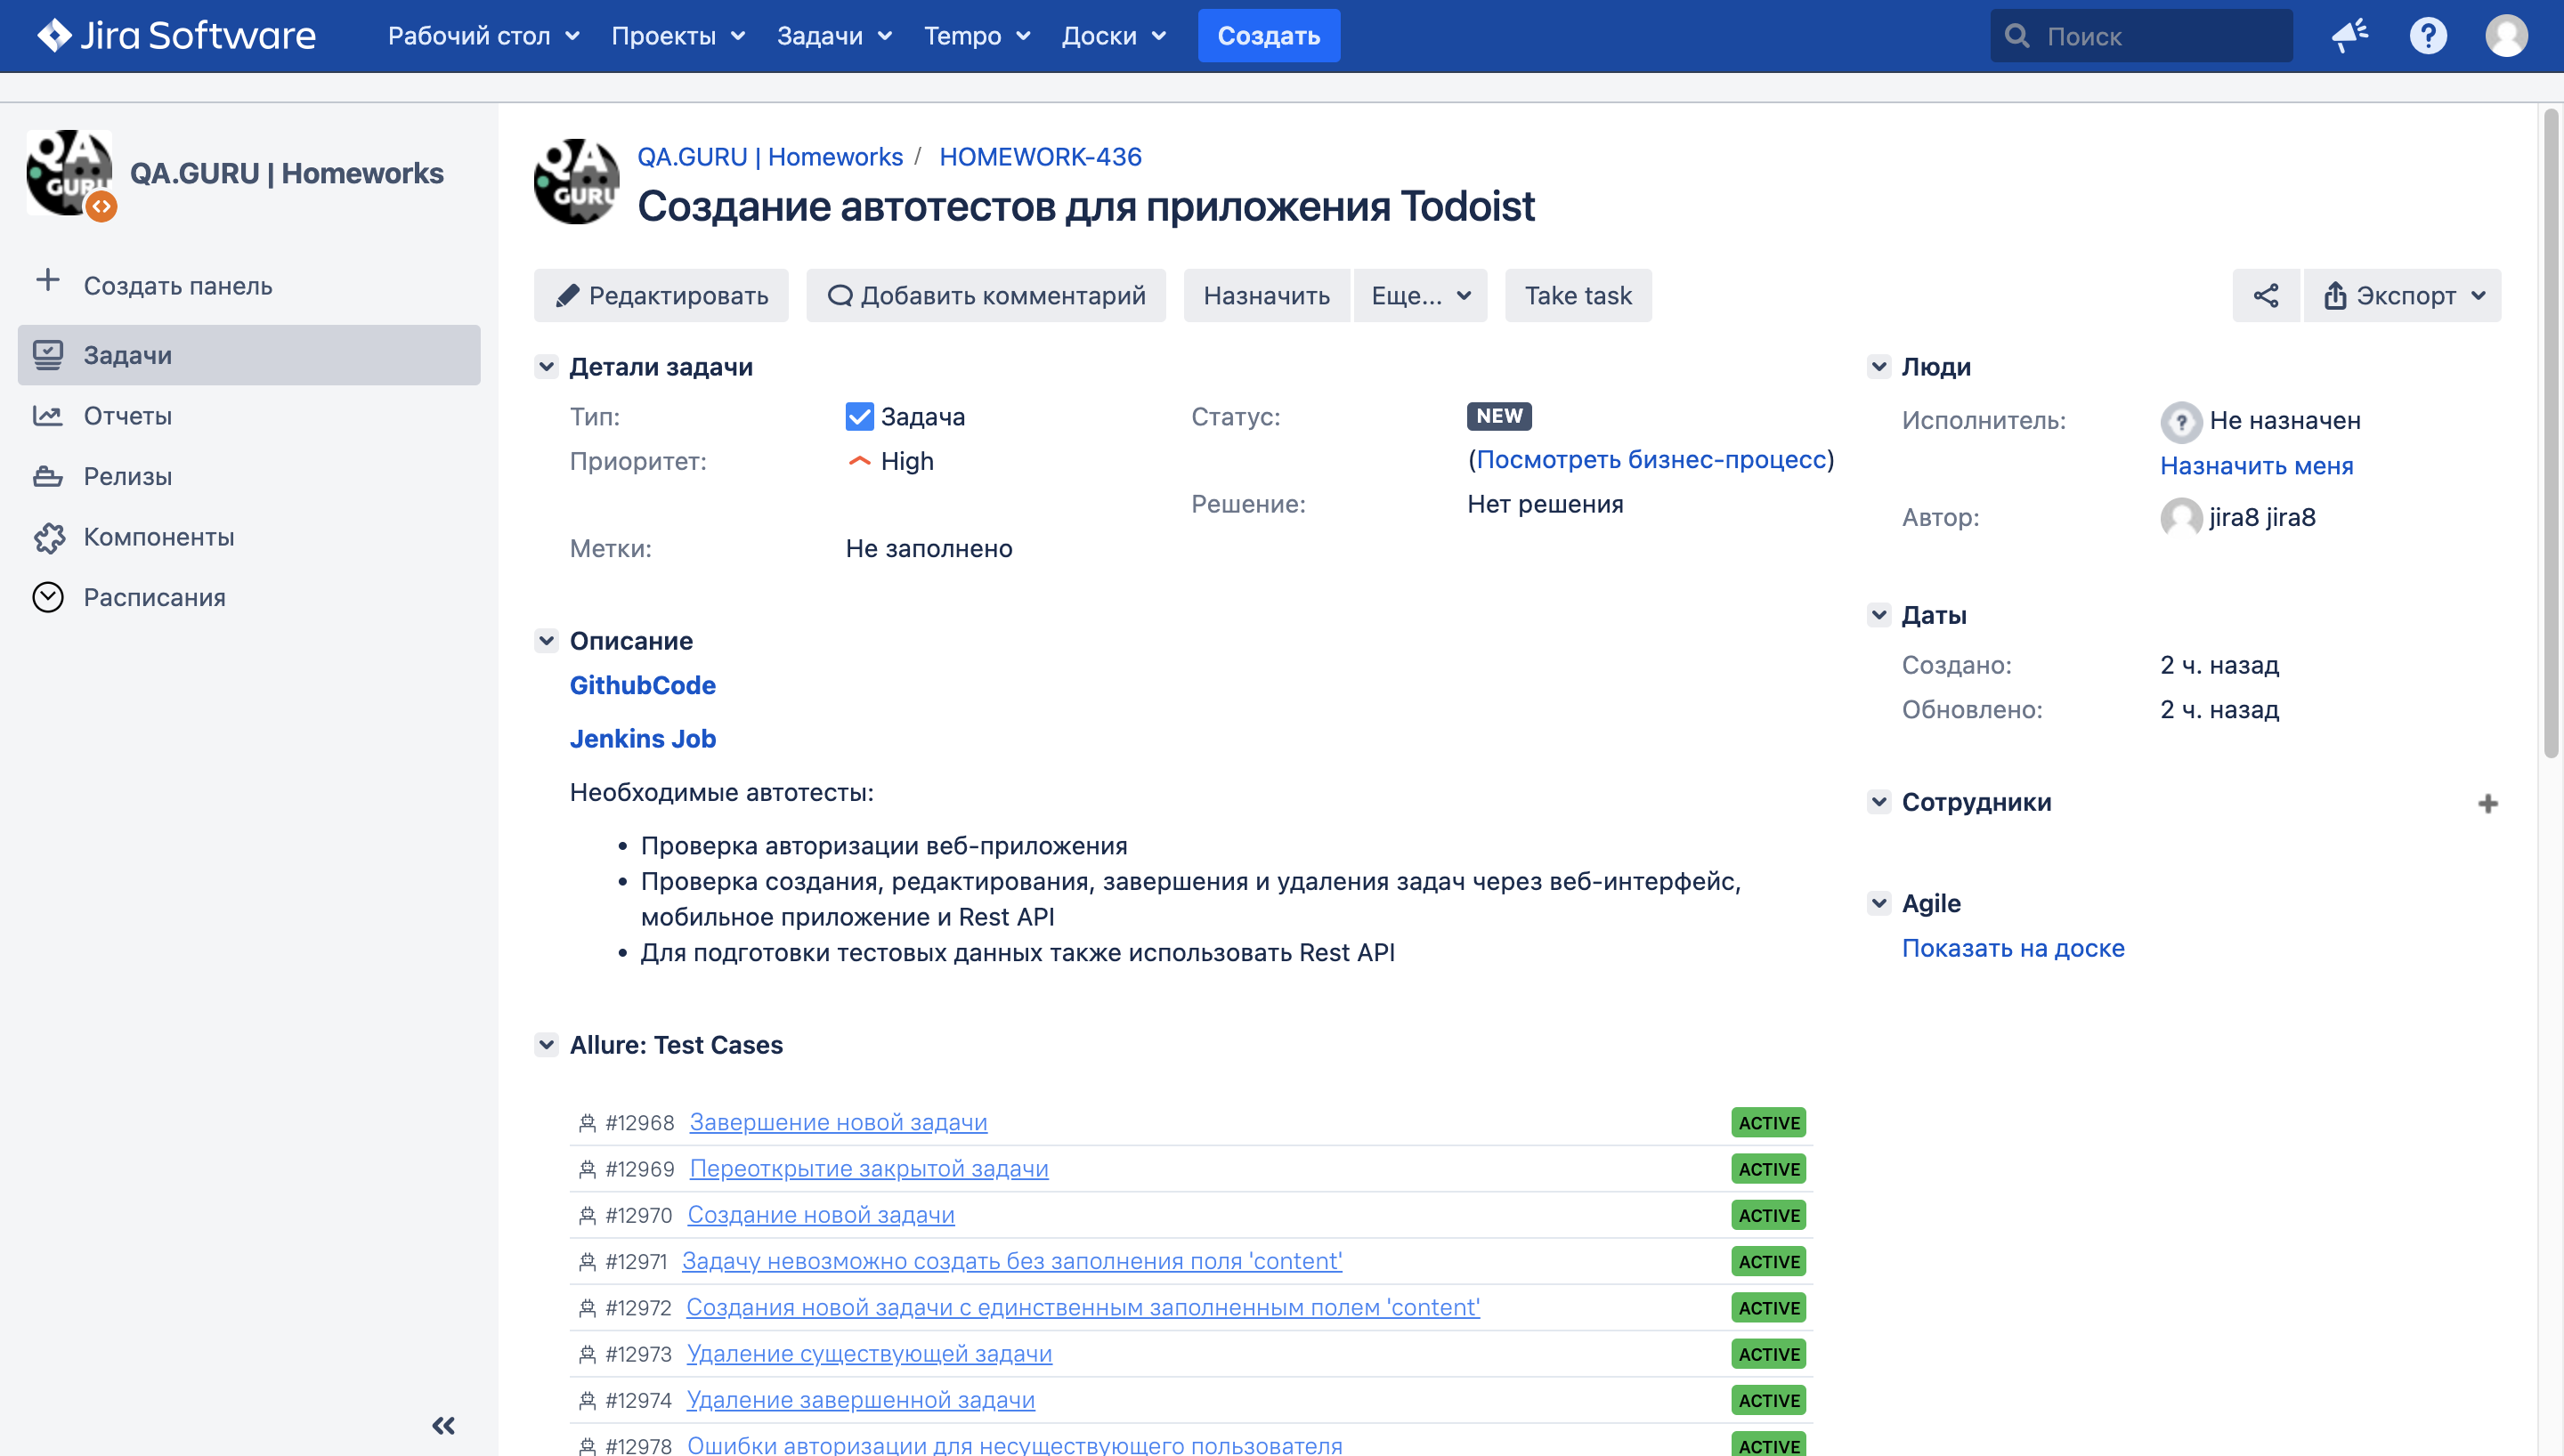 Jira Software
Рабочий стол
Проекты
Задачи
Tempo
Доски
Создать
Поиск
QA GURU
QA.GURU | Homeworks
Создать панель
Задачи
Отчеты
Релизы
Компоненты
Расписания
QA GURU
QA.GURU | Homeworks / HOMEWORK-436
Создание автотестов для приложения Todoist
Редактировать
Добавить комментарий
Назначить
Еще...
Take task
Экспорт
Детали задачи
Тип: Задача
Статус: NEW
(Посмотреть бизнес-процесс)
Приоритет: High
Решение: Нет решения
Метки: Не заполнено
Описание
GithubCode
Jenkins Job
Необходимые автотесты:
• Проверка авторизации веб-приложения
• Проверка создания, редактирования, завершения и удаления задач через веб-интерфейс,
мобильное приложение и Rest API
• Для подготовки тестовых данных также использовать Rest API
Allure: Test Cases
#12968 Завершение новой задачи ACTIVE
#12969 Переоткрытие закрытой задачи ACTIVE
#12970 Создание новой задачи ACTIVE
#12971 Задачу невозможно создать без заполнения поля 'content' ACTIVE
#12972 Создания новой задачи с единственным заполненным полем 'content' ACTIVE
#12973 Удаление существующей задачи ACTIVE
#12974 Удаление завершенной задачи ACTIVE
#12978 Ошибки авторизации для несуществующего пользователя ACTIVE
Люди
Исполнитель: Не назначен
Назначить меня
Автор: jira8 jira8
Даты
Создано: 2 ч. назад
Обновлено: 2 ч. назад
Сотрудники
Agile
Показать на доске